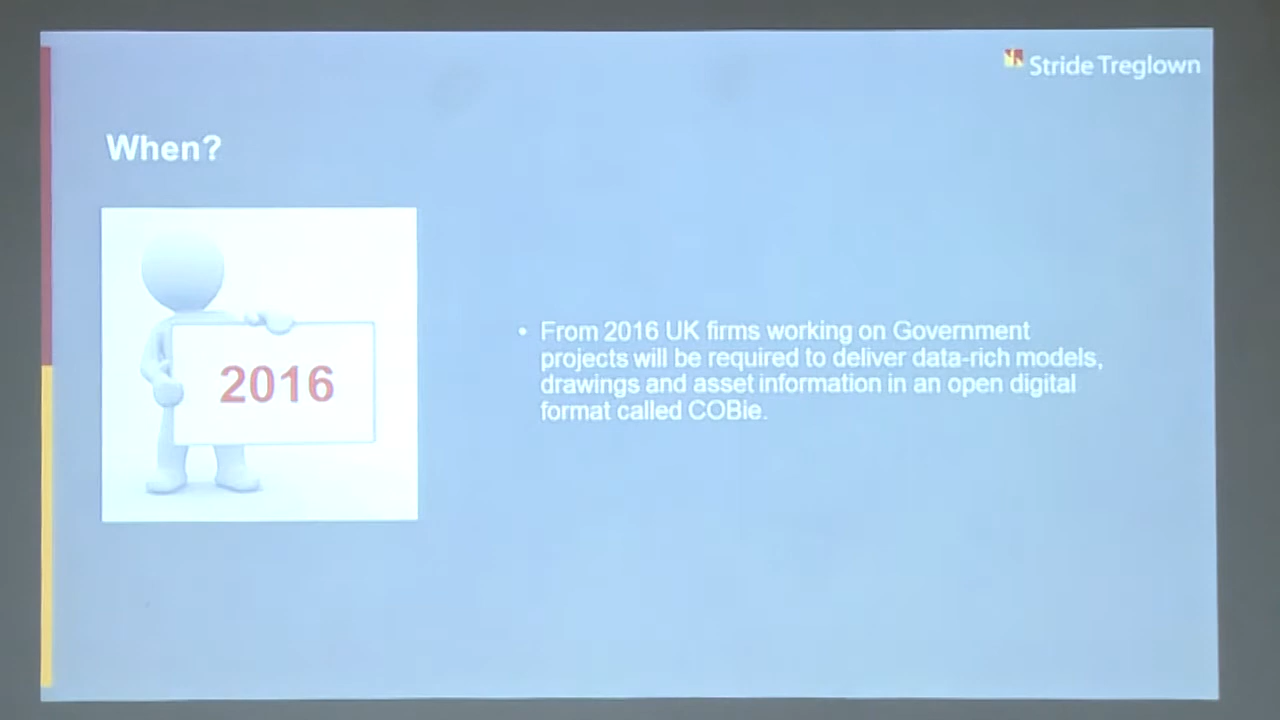 Stride Treglown
When?
2016
• From 2016 UK firms working on Government
projects will be required to deliver data-rich models,
drawings and asset information in an open digital
format called COBie.